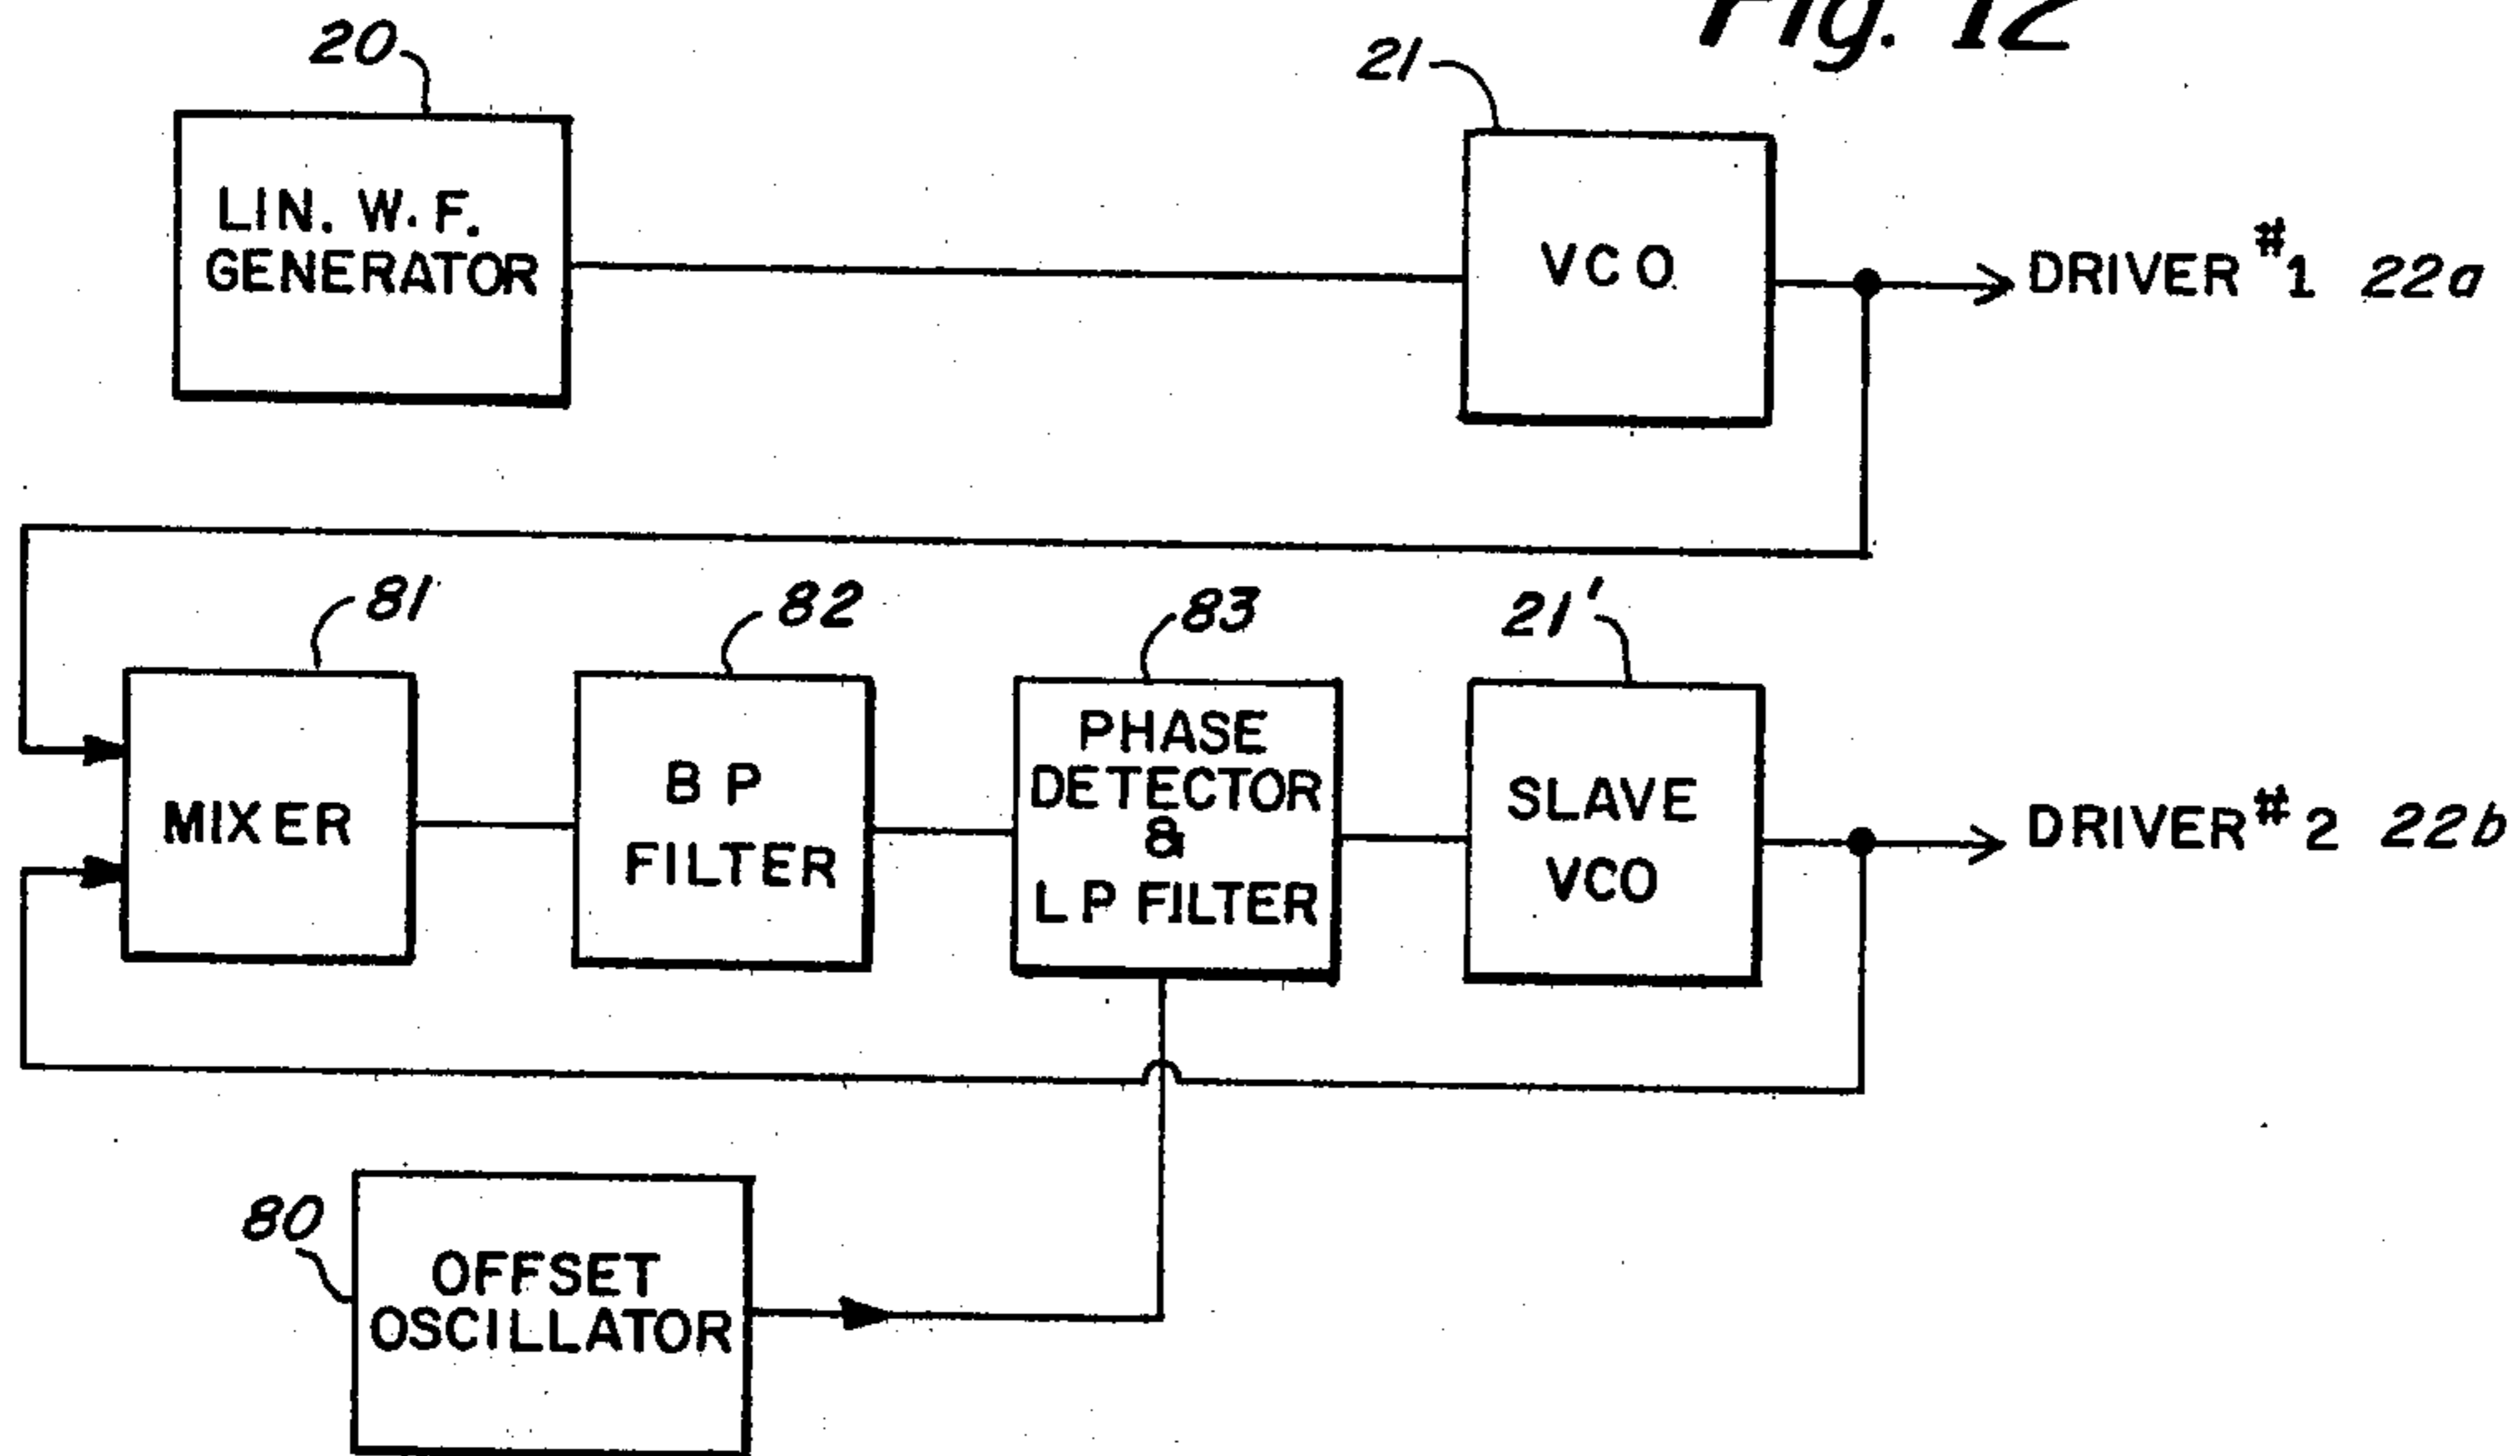 Fig. 12
20
21
LIN. W. F.
GENERATOR
VCO
DRIVER #1 22a
81
82
83
21'
MIXER
BP
FILTER
PHASE
DETECTOR
&
LP FILTER
SLAVE
VCO
DRIVER #2 22b
80
OFFSET
OSCILLATOR